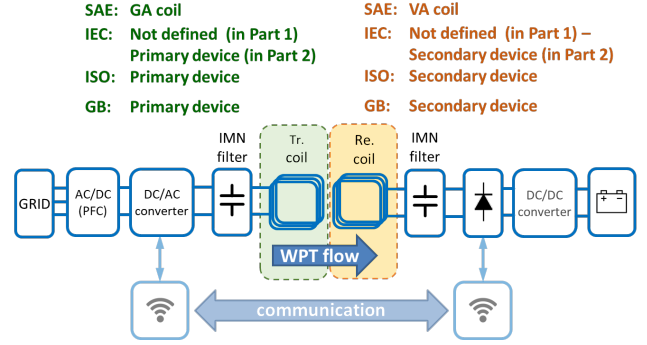 SAE: GA coil
IEC: Not defined (in Part 1)
Primary device (in Part 2)
ISO: Primary device
GB: Primary device
SAE: VA coil
IEC: Not defined (in Part 1) –
Secondary device (in Part 2)
ISO: Secondary device
GB: Secondary device
IMN
filter
Tr.
coil
Re.
coil
IMN
filter
GRID
AC/DC
(PFC)
DC/AC
converter
DC/DC
converter
WPT flow
communication